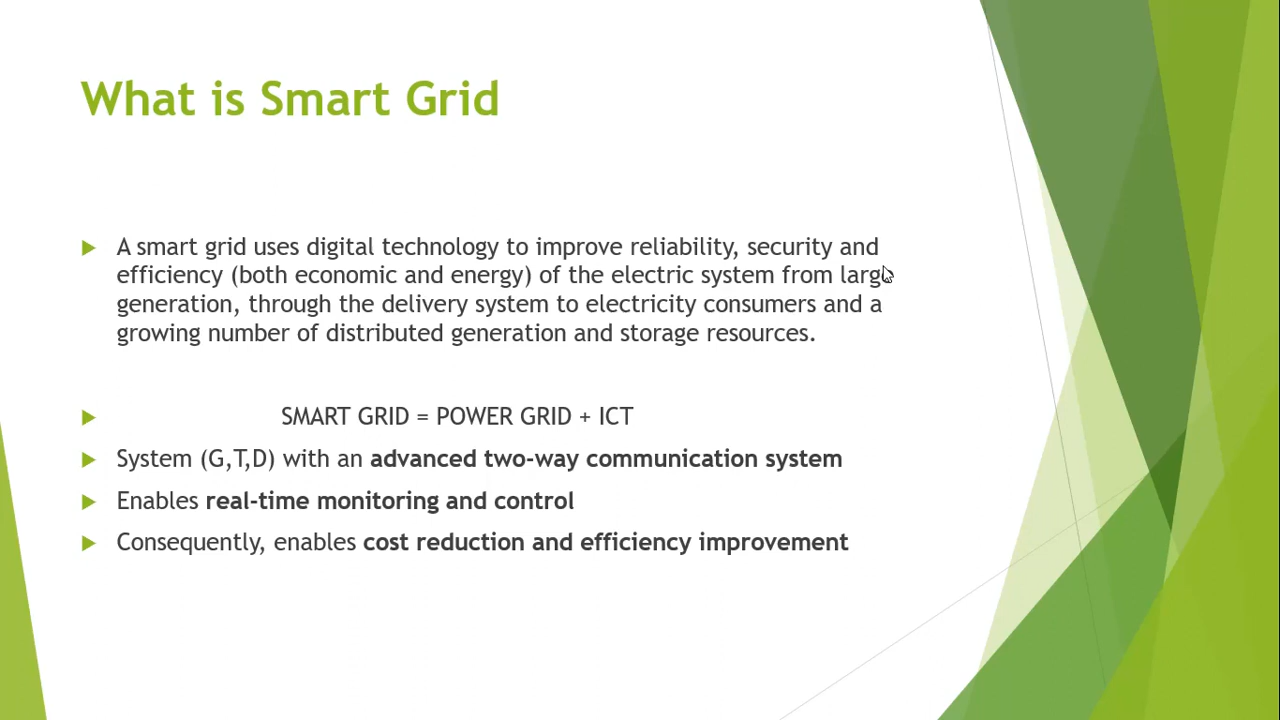 What is Smart Grid
A smart grid uses digital technology to improve reliability, security and
efficiency (both economic and energy) of the electric system from large
generation, through the delivery system to electricity consumers and a
growing number of distributed generation and storage resources.
SMART GRID = POWER GRID + ICT
System (G,T,D) with an advanced two-way communication system
Enables real-time monitoring and control
Consequently, enables cost reduction and efficiency improvement